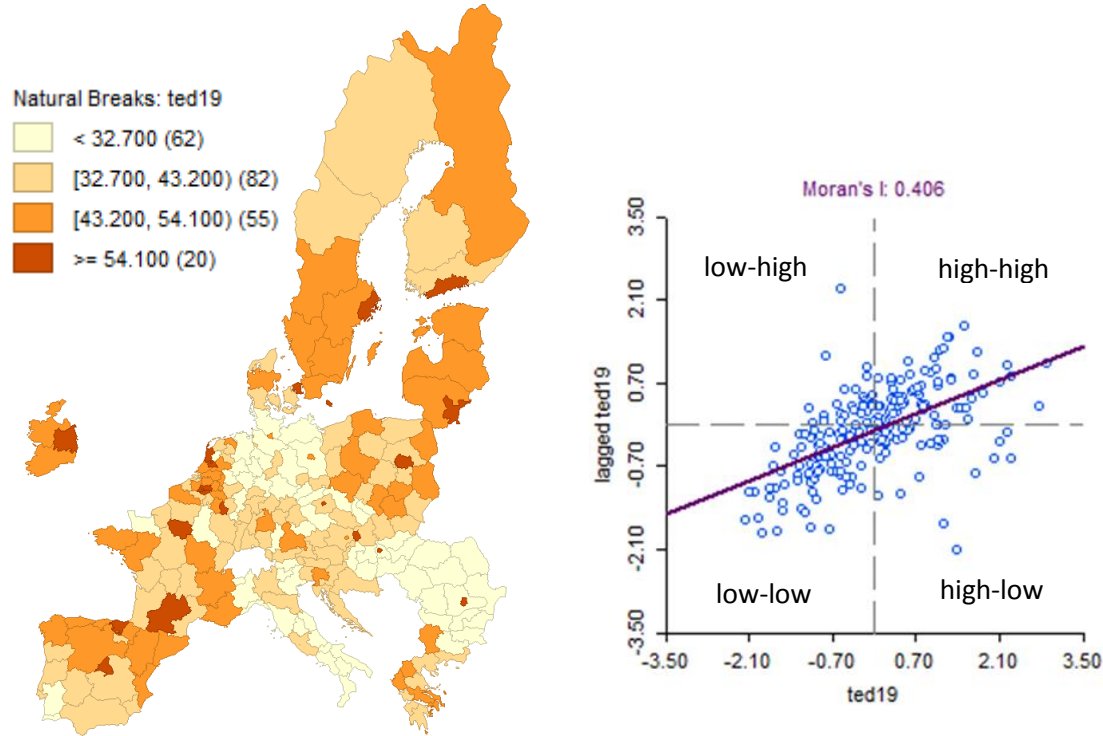 Natural Breaks: ted19
< 32.700 (62)
[32.700, 43.200) (82)
[43.200, 54.100) (55)
>= 54.100 (20)
Moran's I: 0.406
low-high
high-high
low-low
high-low
lagged ted19
3.50
2.10
0.70
-0.70
-2.10
-3.50
-3.50 -2.10 -0.70 0.70 2.10 3.50
ted19